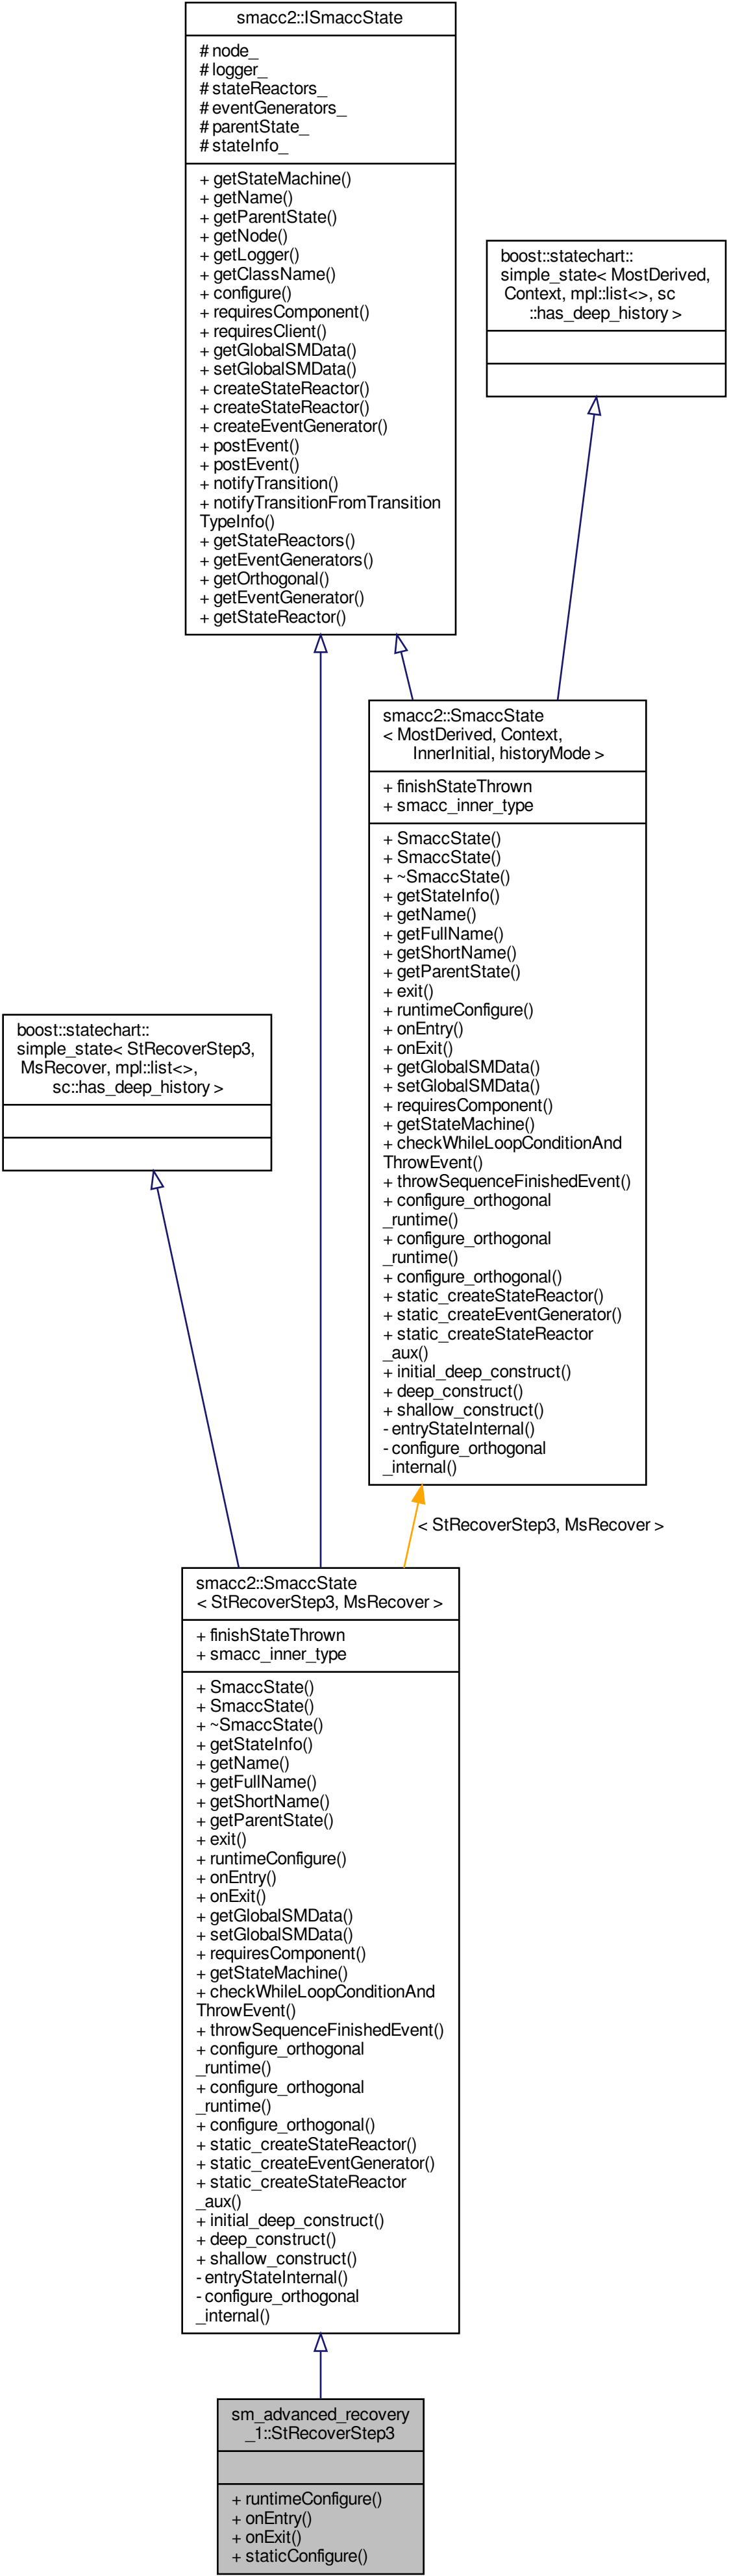 smacc2::ISmaccState
# node_
# logger_
# stateReactors_
# eventGenerators_
# parentState_
# stateInfo_
+ getStateMachine()
+ getName()
+ getParentState()
+ getNode()
+ getLogger()
+ getClassName()
+ configure()
+ requiresComponent()
+ requiresClient()
+ getGlobalSMData()
+ setGlobalSMData()
+ createStateReactor()
+ createStateReactor()
+ createEventGenerator()
+ postEvent()
+ postEvent()
+ notifyTransition()
+ notifyTransitionFromTransition
TypeInfo()
+ getStateReactors()
+ getEventGenerators()
+ getOrthogonal()
+ getEventGenerator()
+ getStateReactor()
boost::statechart::
simple_state< MostDerived,
Context, mpl::list<>, sc
::has_deep_history >
smacc2::SmaccState
< MostDerived, Context,
InnerInitial, historyMode >
+ finishStateThrown
+ smacc_inner_type
+ SmaccState()
+ SmaccState()
+ ~SmaccState()
+ getStateInfo()
+ getName()
+ getFullName()
+ getShortName()
+ getParentState()
+ exit()
+ runtimeConfigure()
+ onEntry()
+ onExit()
+ getGlobalSMData()
+ setGlobalSMData()
+ requiresComponent()
+ getStateMachine()
+ checkWhileLoopConditionAnd
ThrowEvent()
+ throwSequenceFinishedEvent()
+ configure_orthogonal
_runtime()
+ configure_orthogonal
_runtime()
+ configure_orthogonal()
+ static_createStateReactor()
+ static_createEventGenerator()
+ static_createStateReactor
_aux()
+ initial_deep_construct()
+ deep_construct()
+ shallow_construct()
- entryStateInternal()
- configure_orthogonal
_internal()
boost::statechart::
simple_state< StRecoverStep3,
MsRecover, mpl::list<>,
sc::has_deep_history >
< StRecoverStep3, MsRecover >
smacc2::SmaccState
< StRecoverStep3, MsRecover >
+ finishStateThrown
+ smacc_inner_type
+ SmaccState()
+ SmaccState()
+ ~SmaccState()
+ getStateInfo()
+ getName()
+ getFullName()
+ getShortName()
+ getParentState()
+ exit()
+ runtimeConfigure()
+ onEntry()
+ onExit()
+ getGlobalSMData()
+ setGlobalSMData()
+ requiresComponent()
+ getStateMachine()
+ checkWhileLoopConditionAnd
ThrowEvent()
+ throwSequenceFinishedEvent()
+ configure_orthogonal
_runtime()
+ configure_orthogonal
_runtime()
+ configure_orthogonal()
+ static_createStateReactor()
+ static_createEventGenerator()
+ static_createStateReactor
_aux()
+ initial_deep_construct()
+ deep_construct()
+ shallow_construct()
- entryStateInternal()
- configure_orthogonal
_internal()
sm_advanced_recovery
_1::StRecoverStep3
+ runtimeConfigure()
+ onEntry()
+ onExit()
+ staticConfigure()